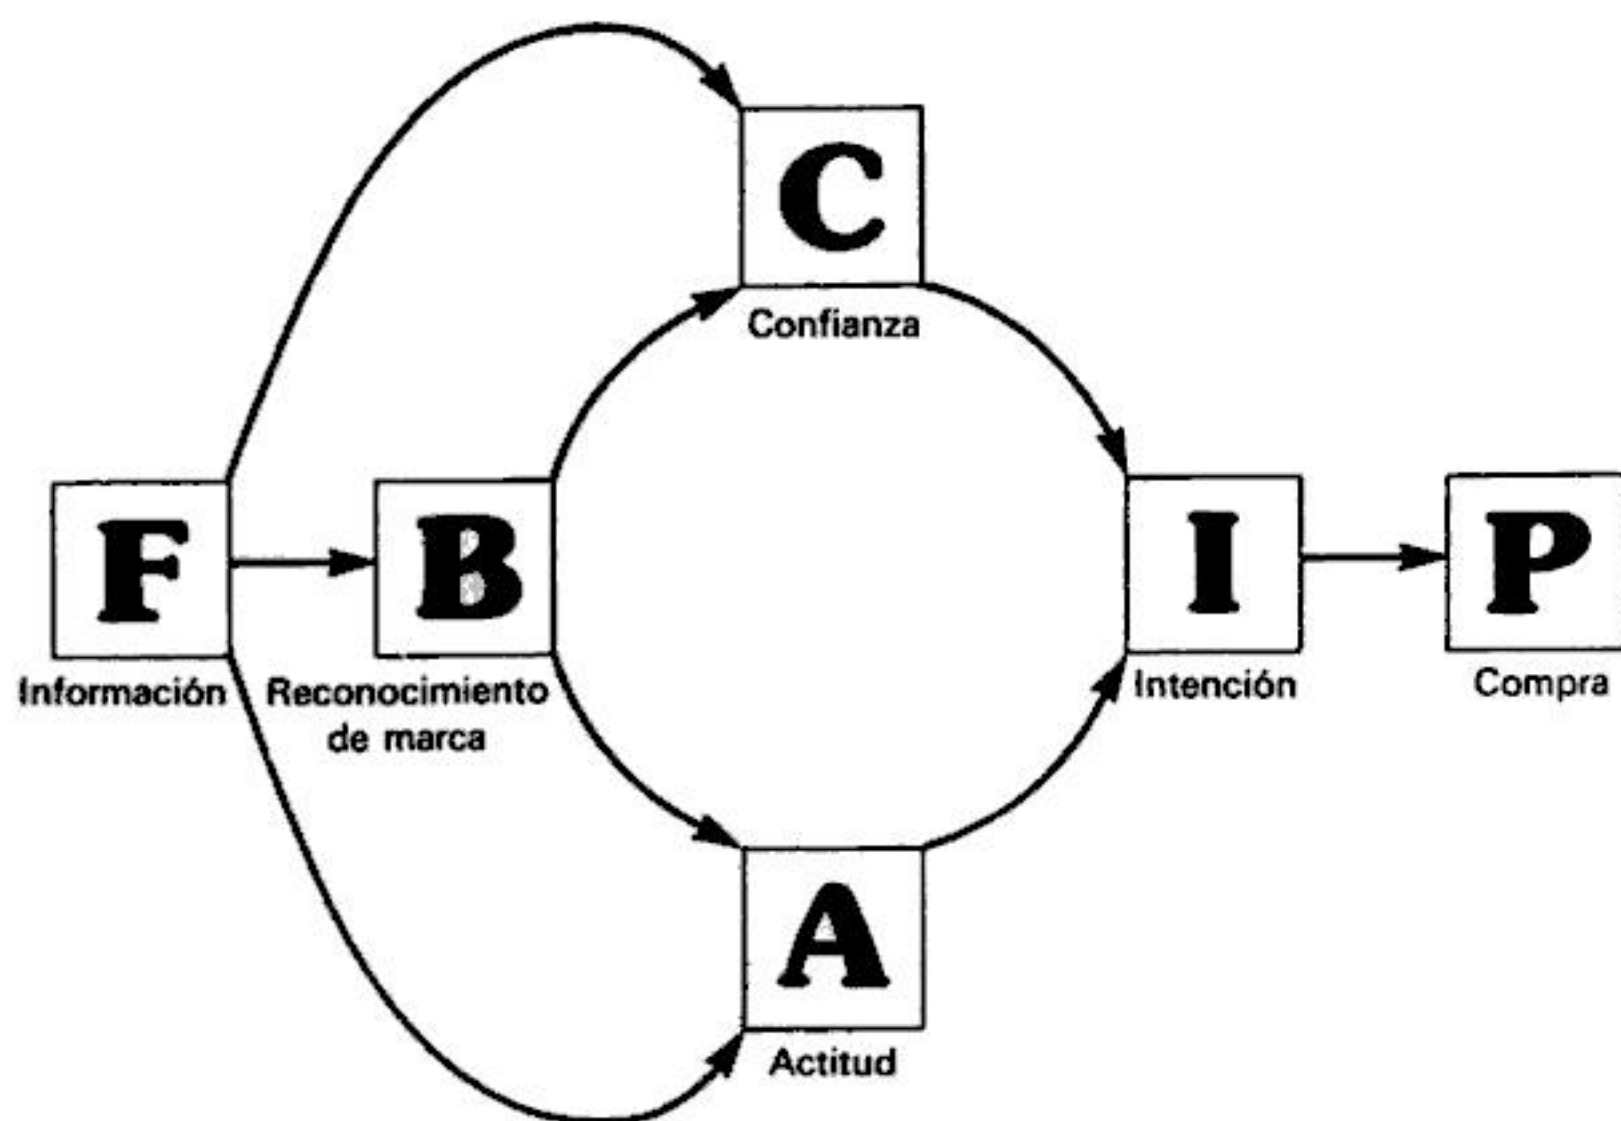 C
Confianza
F
Información
B
Reconocimiento
de marca
I
Intención
P
Compra
A
Actitud